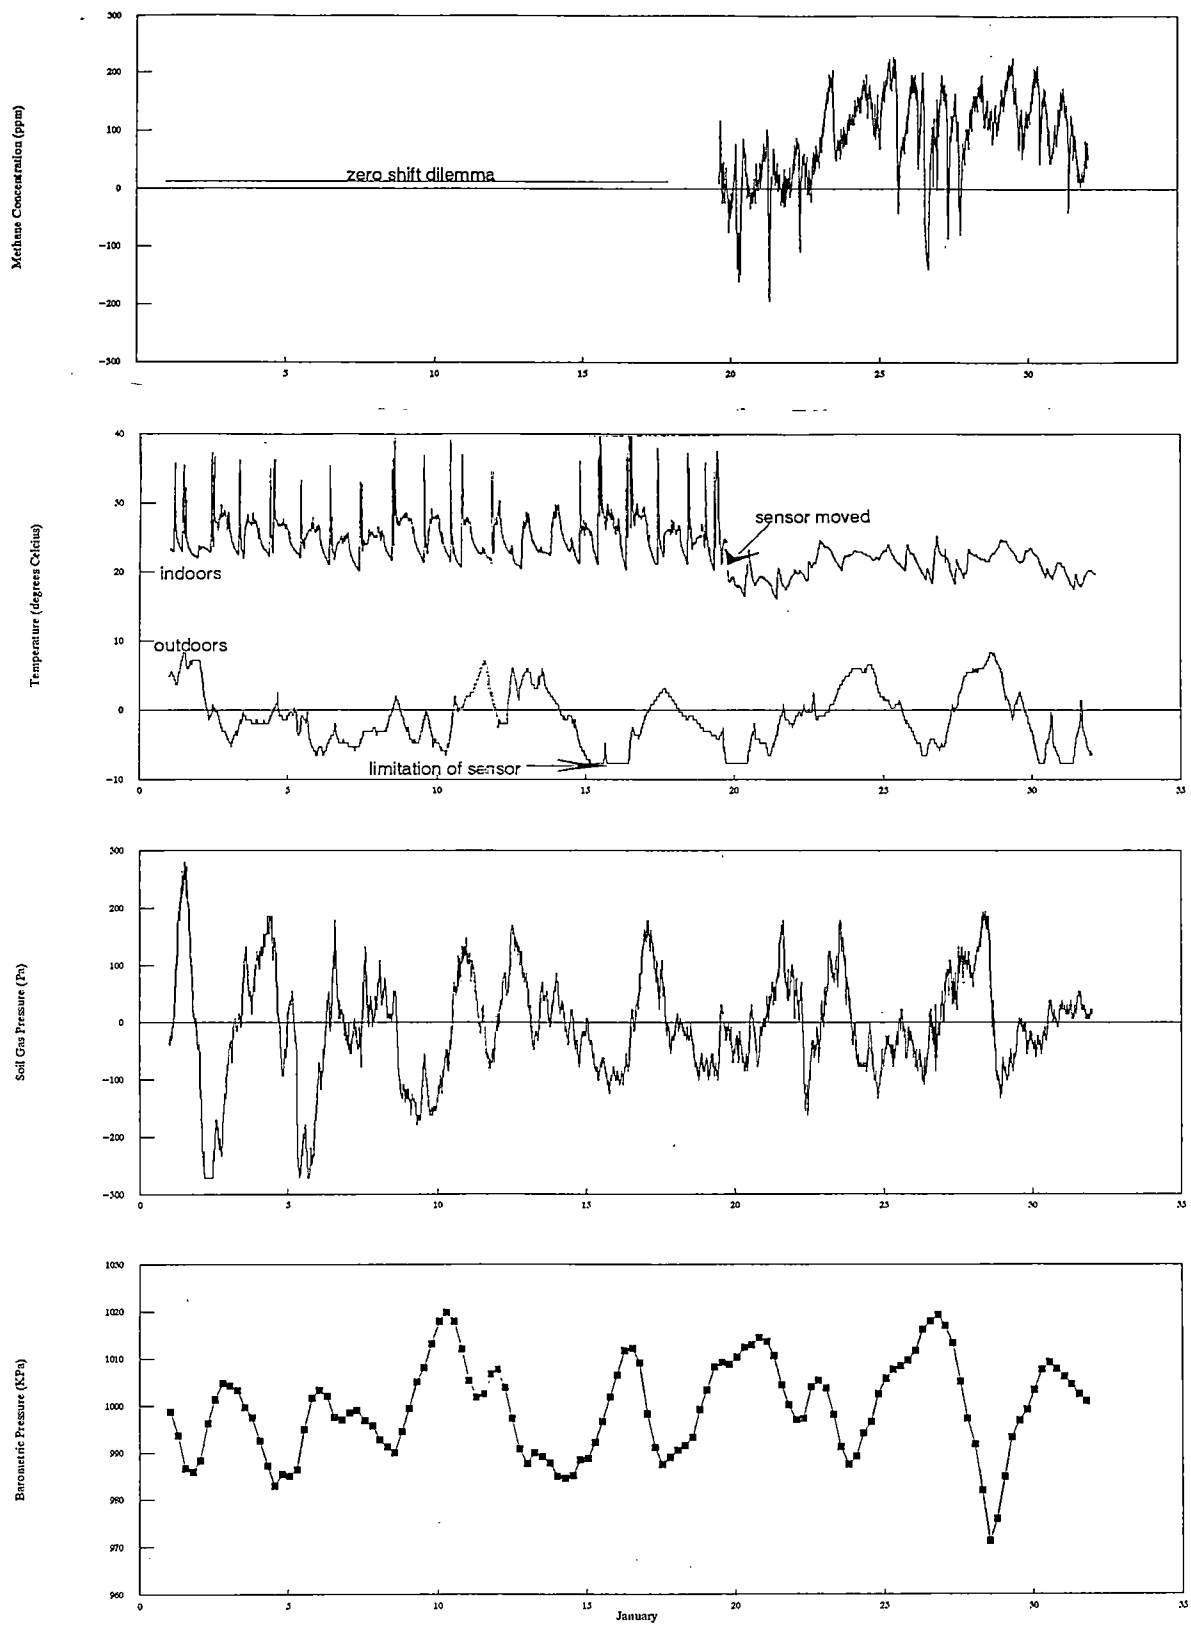 Methane Concentration (ppm)
300
200
100
0
−100
−200
−300
zero shift dilemma
5 10 15 20 25 30
Temperature (degrees Celcius)
40
30
20
10
0
−10
sensor moved
indoors
outdoors
limitation of sensor
0 5 10 15 20 25 30 35
Soil Gas Pressure (Pa)
300
200
100
0
−100
−200
−300
0 5 10 15 20 25 30 35
Barometric Pressure (KPa)
1030
1020
1010
1000
990
980
970
960
0 5 10 15 20 25 30 35
January